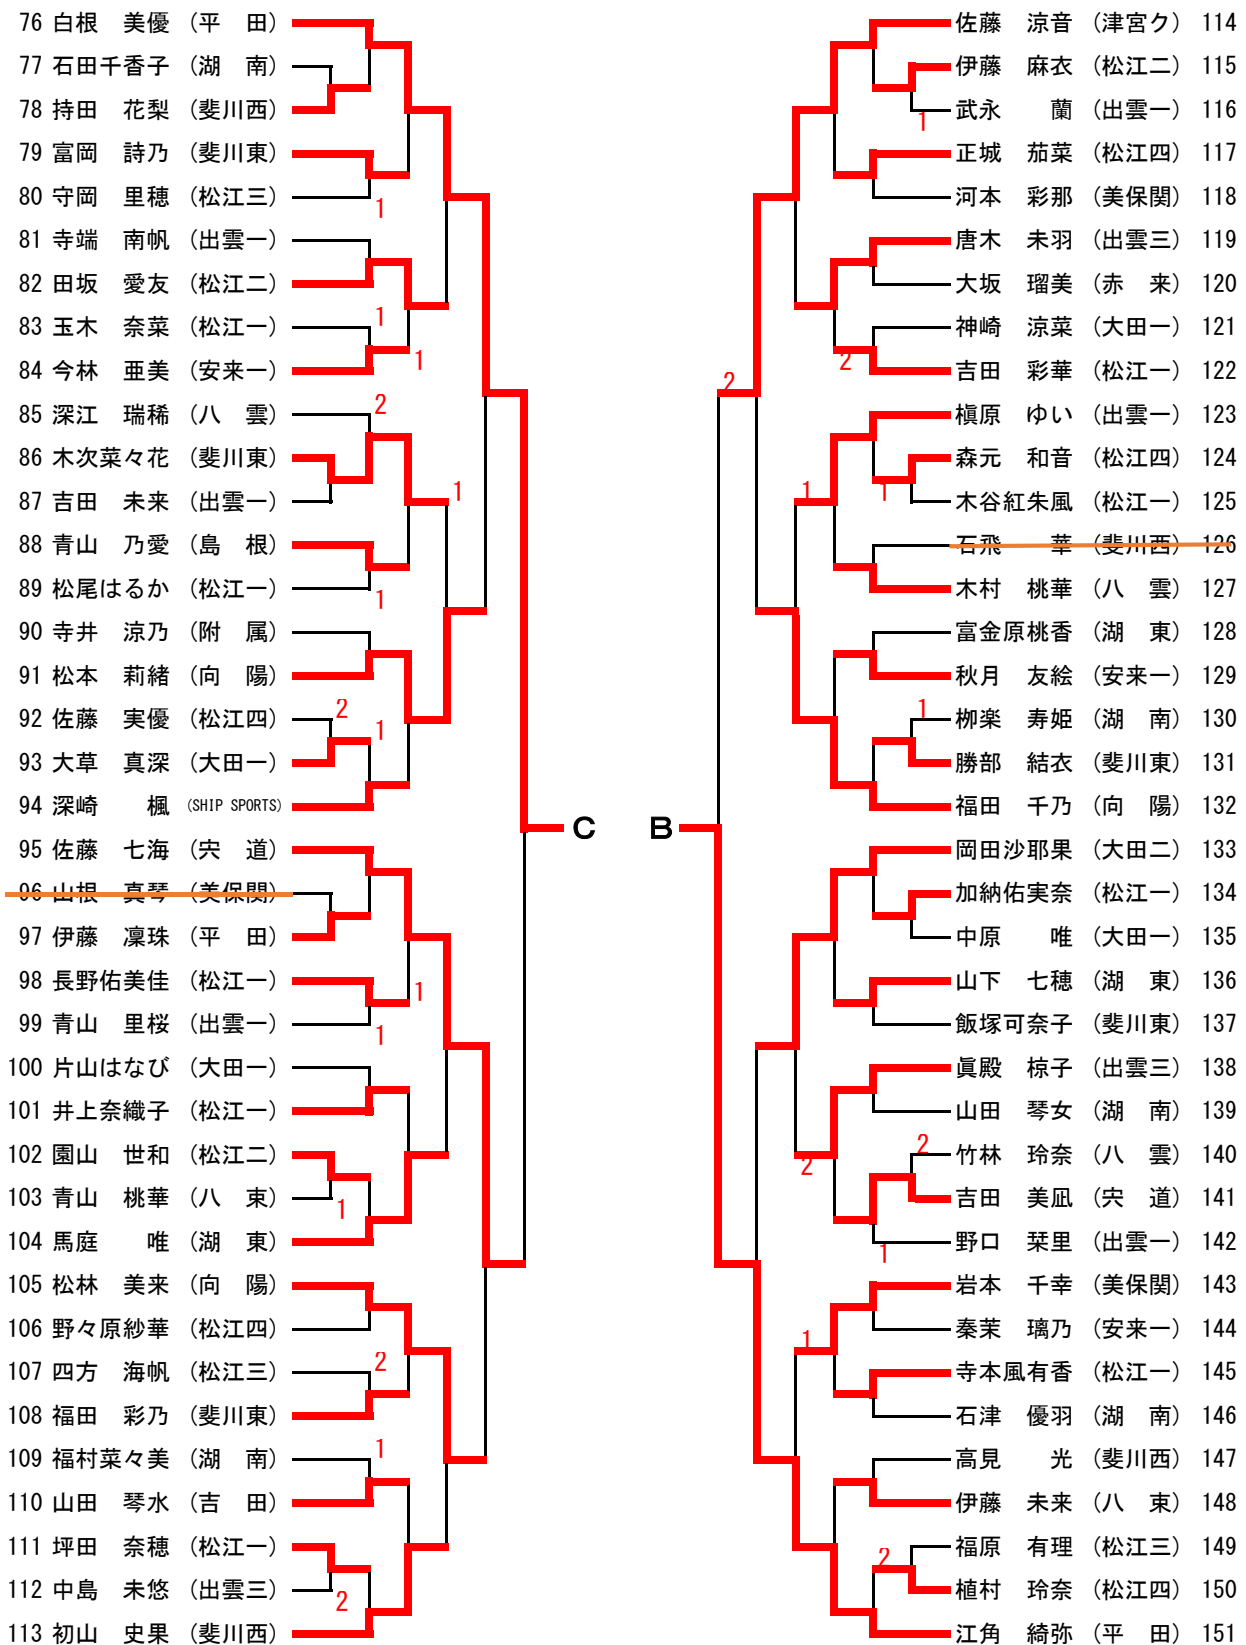 76 白根　美優 (平　田)
77 石田千香子 (湖　南)
78 持田　花梨 (斐川西)
79 富岡　詩乃 (斐川東)
80 守岡　里穂 (松江三)
1
81 寺端　南帆 (出雲一)
82 田坂　愛友 (松江二)
83 玉木　奈菜 (松江一)
1
84 今林　亜美 (安来一)
1
85 深江　瑞稀 (八　雲)
2
86 木次菜々花 (斐川東)
87 吉田　未来 (出雲一)
1
88 青山　乃愛 (島　根)
89 松尾はるか (松江一)
1
90 寺井　涼乃 (附　属)
91 松本　莉緒 (向　陽)
92 佐藤　実優 (松江四)
2
1
93 大草　真深 (大田一)
94 深崎　　楓 (SHIP SPORTS)
C
95 佐藤　七海 (宍　道)
96 山根　真琴 (美保関)
97 伊藤　凜珠 (平　田)
98 長野佑美佳 (松江一)
1
99 青山　里桜 (出雲一)
1
100 片山はなび (大田一)
101 井上奈織子 (松江一)
102 園山　世和 (松江二)
103 青山　桃華 (八　束)
1
104 馬庭　　唯 (湖　東)
105 松林　美来 (向　陽)
106 野々原紗華 (松江四)
107 四方　海帆 (松江三)
2
108 福田　彩乃 (斐川東)
109 福村菜々美 (湖　南)
1
110 山田　琴水 (吉　田)
111 坪田　奈穂 (松江一)
112 中島　未悠 (出雲三)
2
113 初山　史果 (斐川西)
佐藤　涼音 (津宮ク) 114
伊藤　麻衣 (松江二) 115
武永　　蘭 (出雲一) 116
1
正城　茄菜 (松江四) 117
河本　彩那 (美保関) 118
唐木　未羽 (出雲三) 119
大坂　瑠美 (赤　来) 120
神崎　涼菜 (大田一) 121
2
吉田　彩華 (松江一) 122
2
槇原　ゆい (出雲一) 123
森元　和音 (松江四) 124
1
1
木谷紅朱風 (松江一) 125
石飛　　華 (斐川西) 126
木村　桃華 (八　雲) 127
富金原桃香 (湖　東) 128
秋月　友絵 (安来一) 129
1
栁楽　寿姫 (湖　南) 130
勝部　結衣 (斐川東) 131
福田　千乃 (向　陽) 132
B
岡田沙耶果 (大田二) 133
加納佑実奈 (松江一) 134
中原　　唯 (大田一) 135
山下　七穂 (湖　東) 136
飯塚可奈子 (斐川東) 137
眞殿　椋子 (出雲三) 138
山田　琴女 (湖　南) 139
2
2
竹林　玲奈 (八　雲) 140
吉田　美凪 (宍　道) 141
野口　栞里 (出雲一) 142
1
岩本　千幸 (美保関) 143
1
秦茉　璃乃 (安来一) 144
寺本風有香 (松江一) 145
石津　優羽 (湖　南) 146
高見　　光 (斐川西) 147
伊藤　未来 (八　束) 148
福原　有理 (松江三) 149
2
植村　玲奈 (松江四) 150
江角　綺弥 (平　田) 151